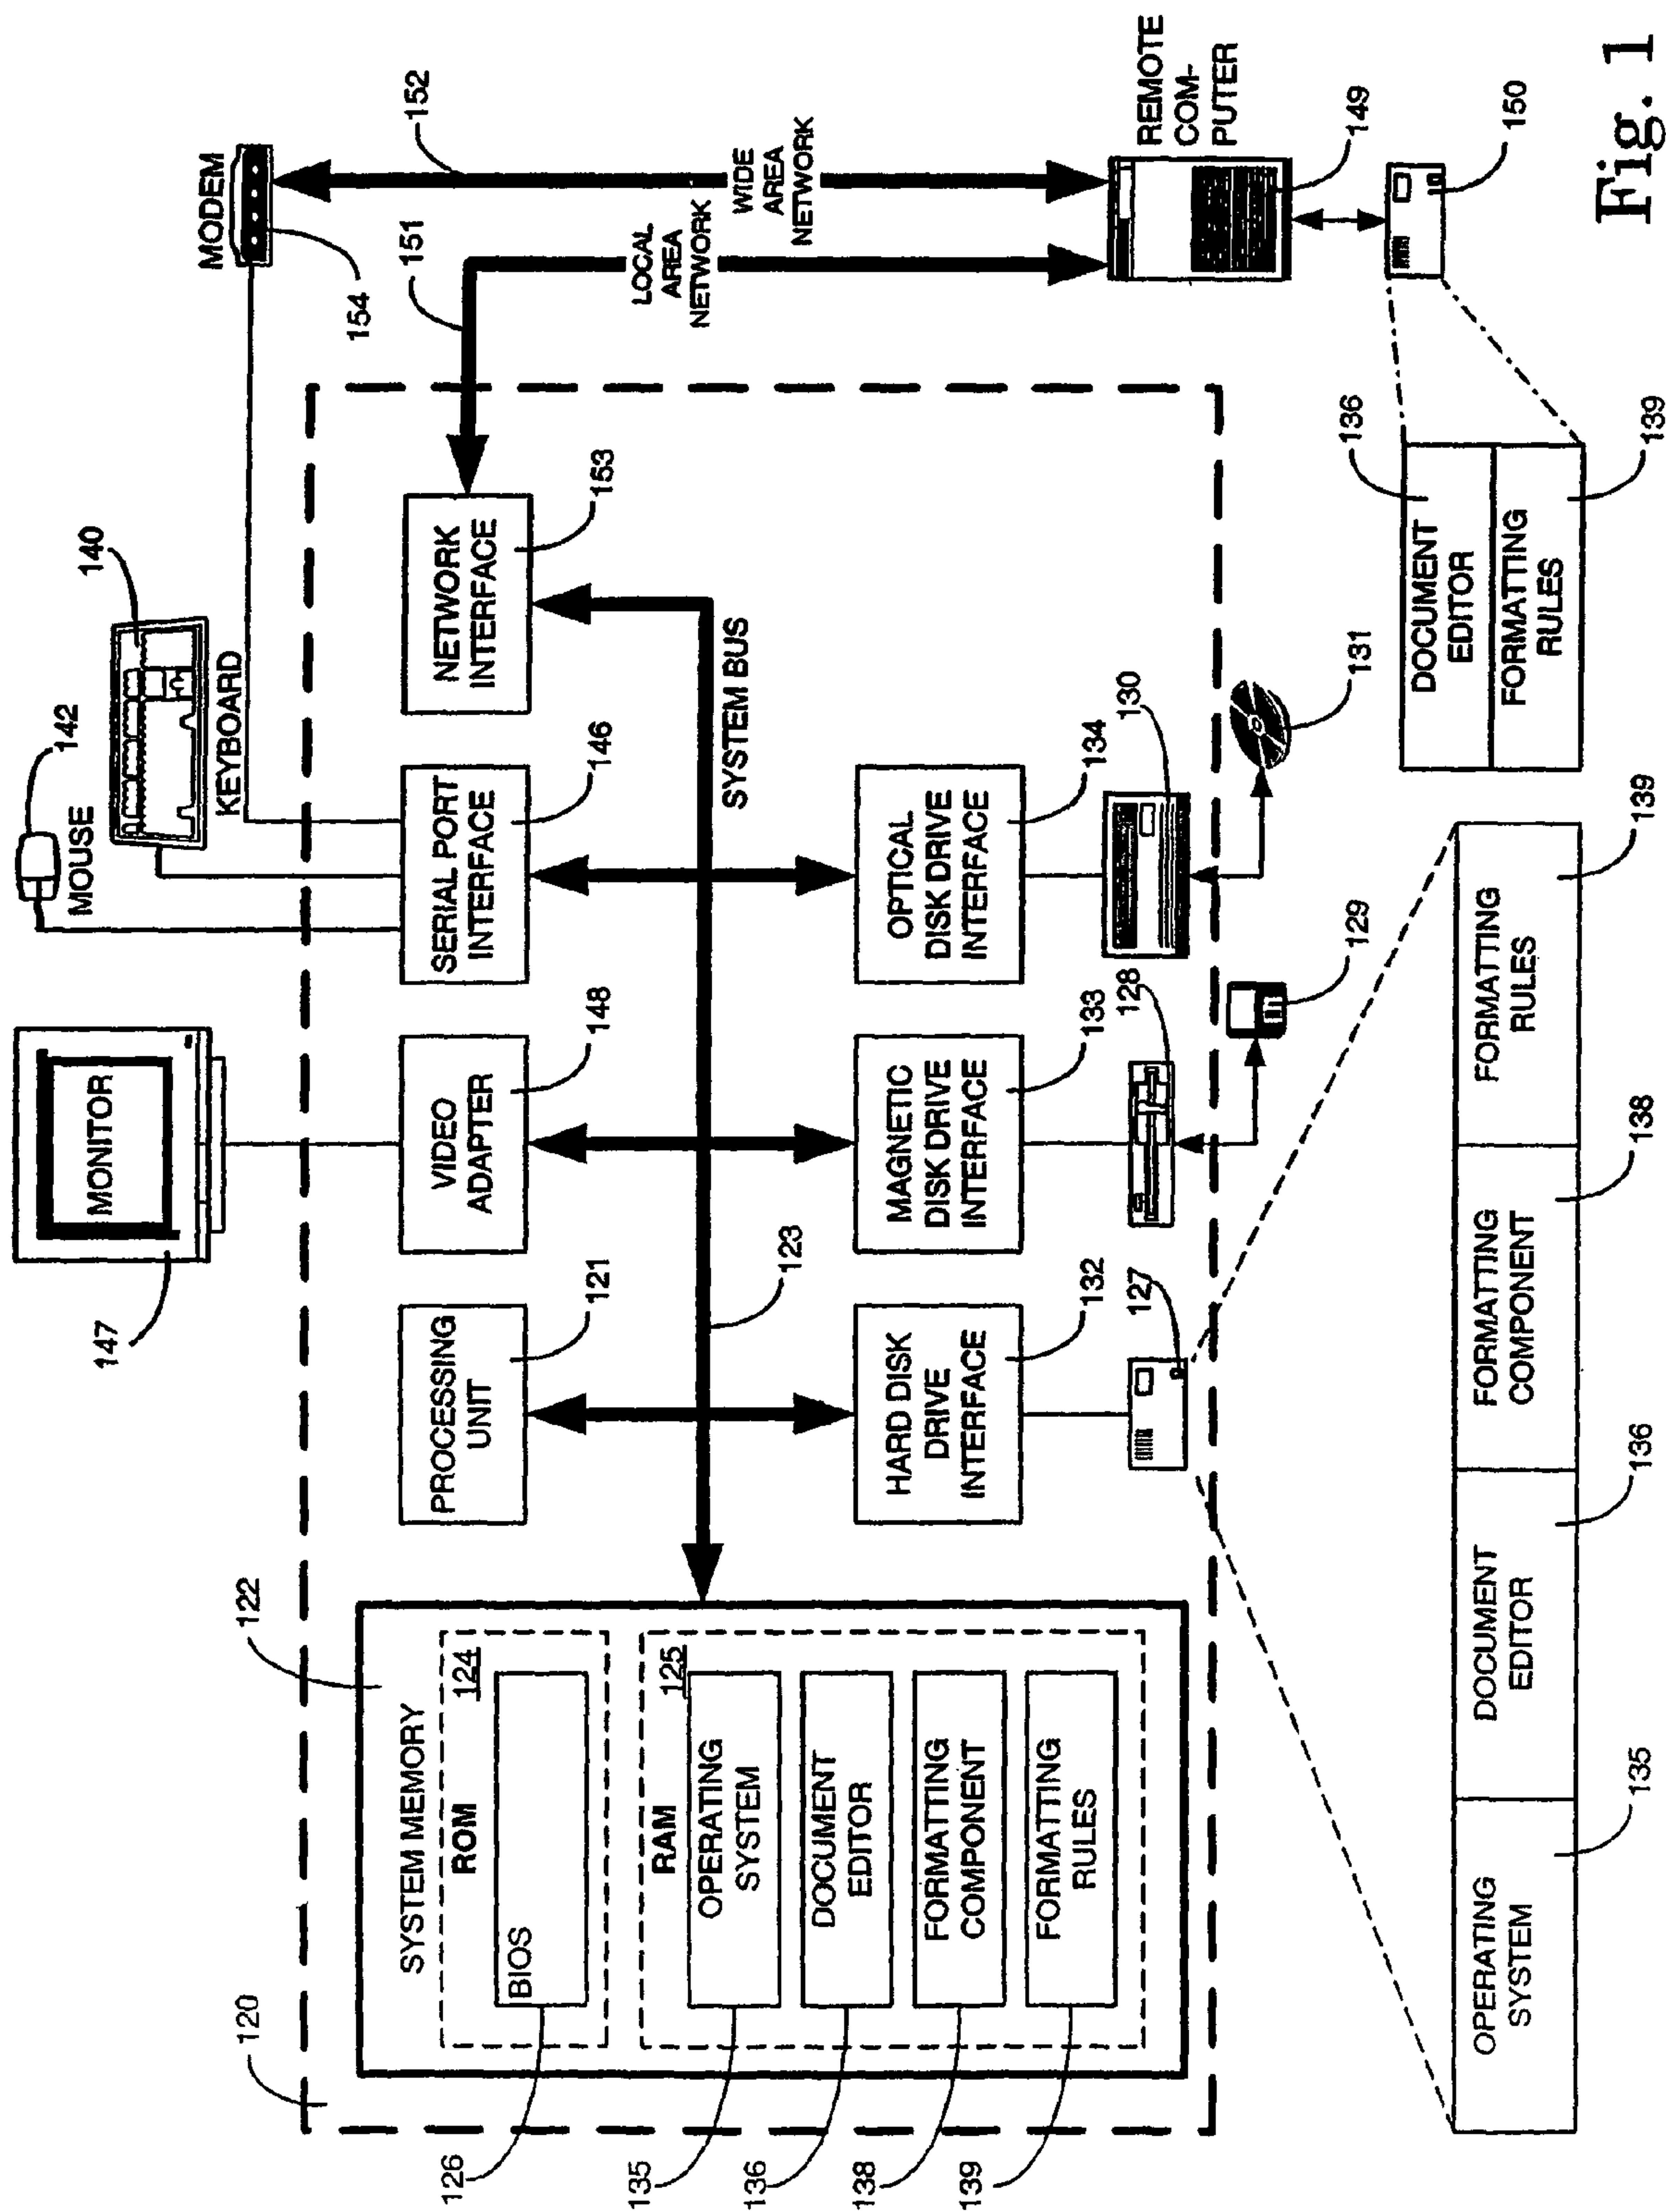 147
MONITOR
142
MOUSE
140
KEYBOARD
MODEM
154
151
152
LOCAL
AREA
NETWORK
WIDE
AREA
NETWORK
REMOTE
COM-
PUTER
149
150
120
122
SYSTEM MEMORY
ROM
124
BIOS
126
RAM
125
OPERATING
SYSTEM
135
DOCUMENT
EDITOR
136
FORMATTING
COMPONENT
138
FORMATTING
RULES
139
PROCESSING
UNIT
121
VIDEO
ADAPTER
148
SERIAL PORT
INTERFACE
146
NETWORK
INTERFACE
153
123
SYSTEM BUS
HARD DISK
DRIVE
INTERFACE
132
MAGNETIC
DISK DRIVE
INTERFACE
133
OPTICAL
DISK DRIVE
INTERFACE
134
127
128
130
129
131
OPERATING
SYSTEM
135
DOCUMENT
EDITOR
136
FORMATTING
COMPONENT
138
FORMATTING
RULES
139
DOCUMENT
EDITOR
136
FORMATTING
RULES
139
Fig. 1